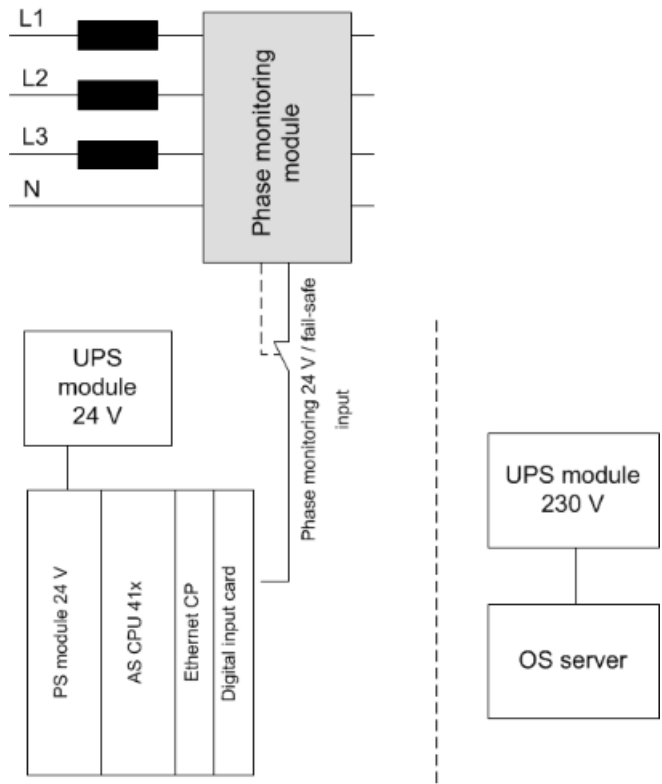 L1
L2
L3
N
Phase monitoring
module
Phase monitoring 24 V / fail-safe
input
UPS
module
24 V
PS module 24 V
AS CPU 41x
Ethernet CP
Digital input card
UPS module
230 V
OS server